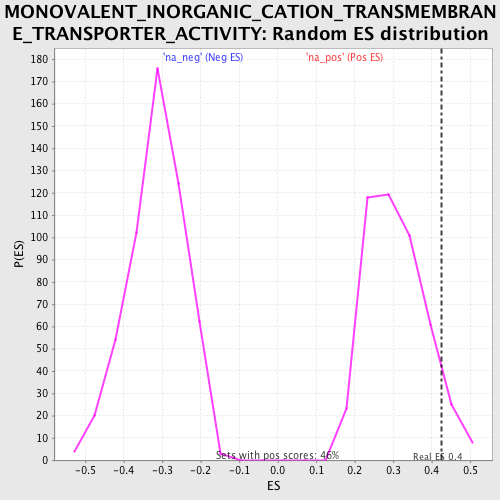 MONOVALENT_INORGANIC_CATION_TRANSMEMBRAN
E_TRANSPORTER_ACTIVITY: Random ES distribution
'na_neg' (Neg ES)
'na_pos' (Pos ES)
180
170
160
150
140
130
120
110
100
90
80
70
60
50
40
30
20
10
0
P(ES)
Sets with pos scores: 46%
Real ES 0.4
-0.5 -0.4 -0.3 -0.2 -0.1 0.0 0.1 0.2 0.3 0.4 0.5
ES